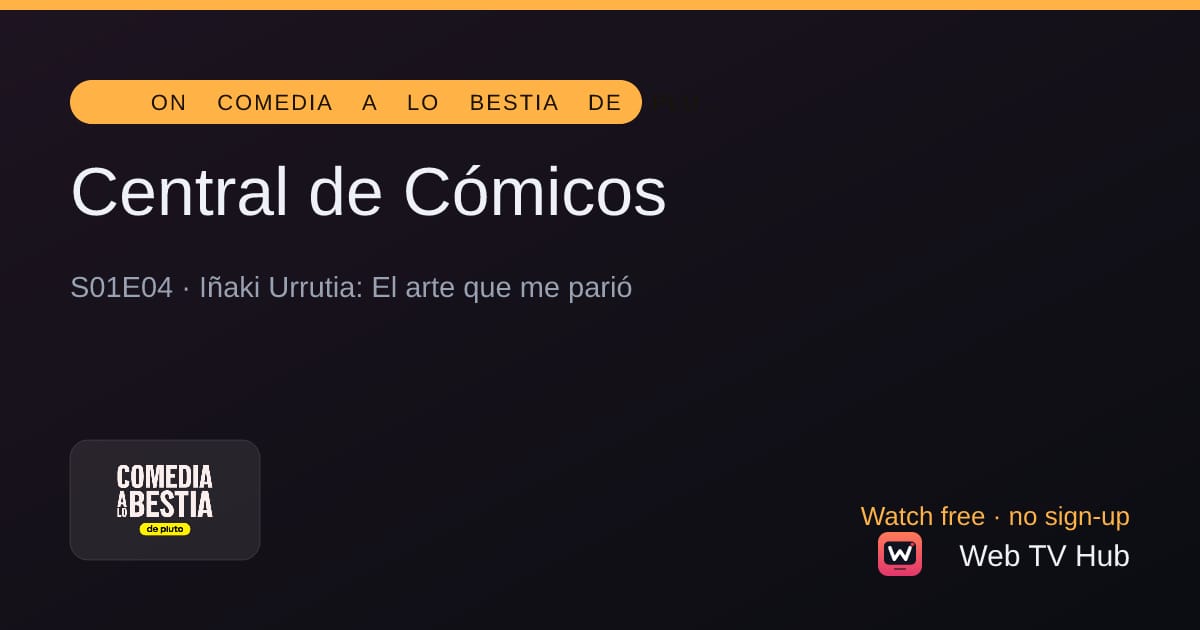 ON COMEDIA A LO BESTIA DE
Central de Cómicos
S01E04 · Iñaki Urrutia: El arte que me parió
COMEDIA
A LO BESTIA
de pluto
Watch free · no sign-up
W
Web TV Hub